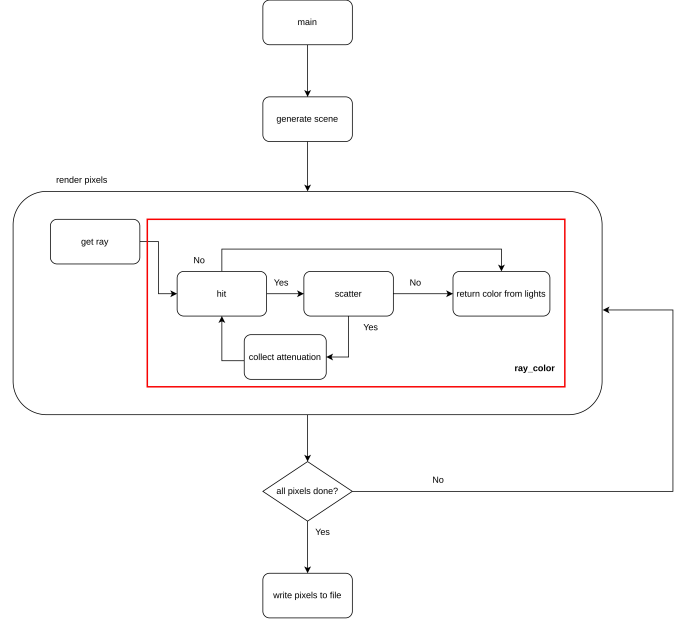 main
generate scene
render pixels
get ray
No
hit
Yes
scatter
No
return color from lights
Yes
collect attenuation
ray_color
all pixels done?
No
Yes
write pixels to file